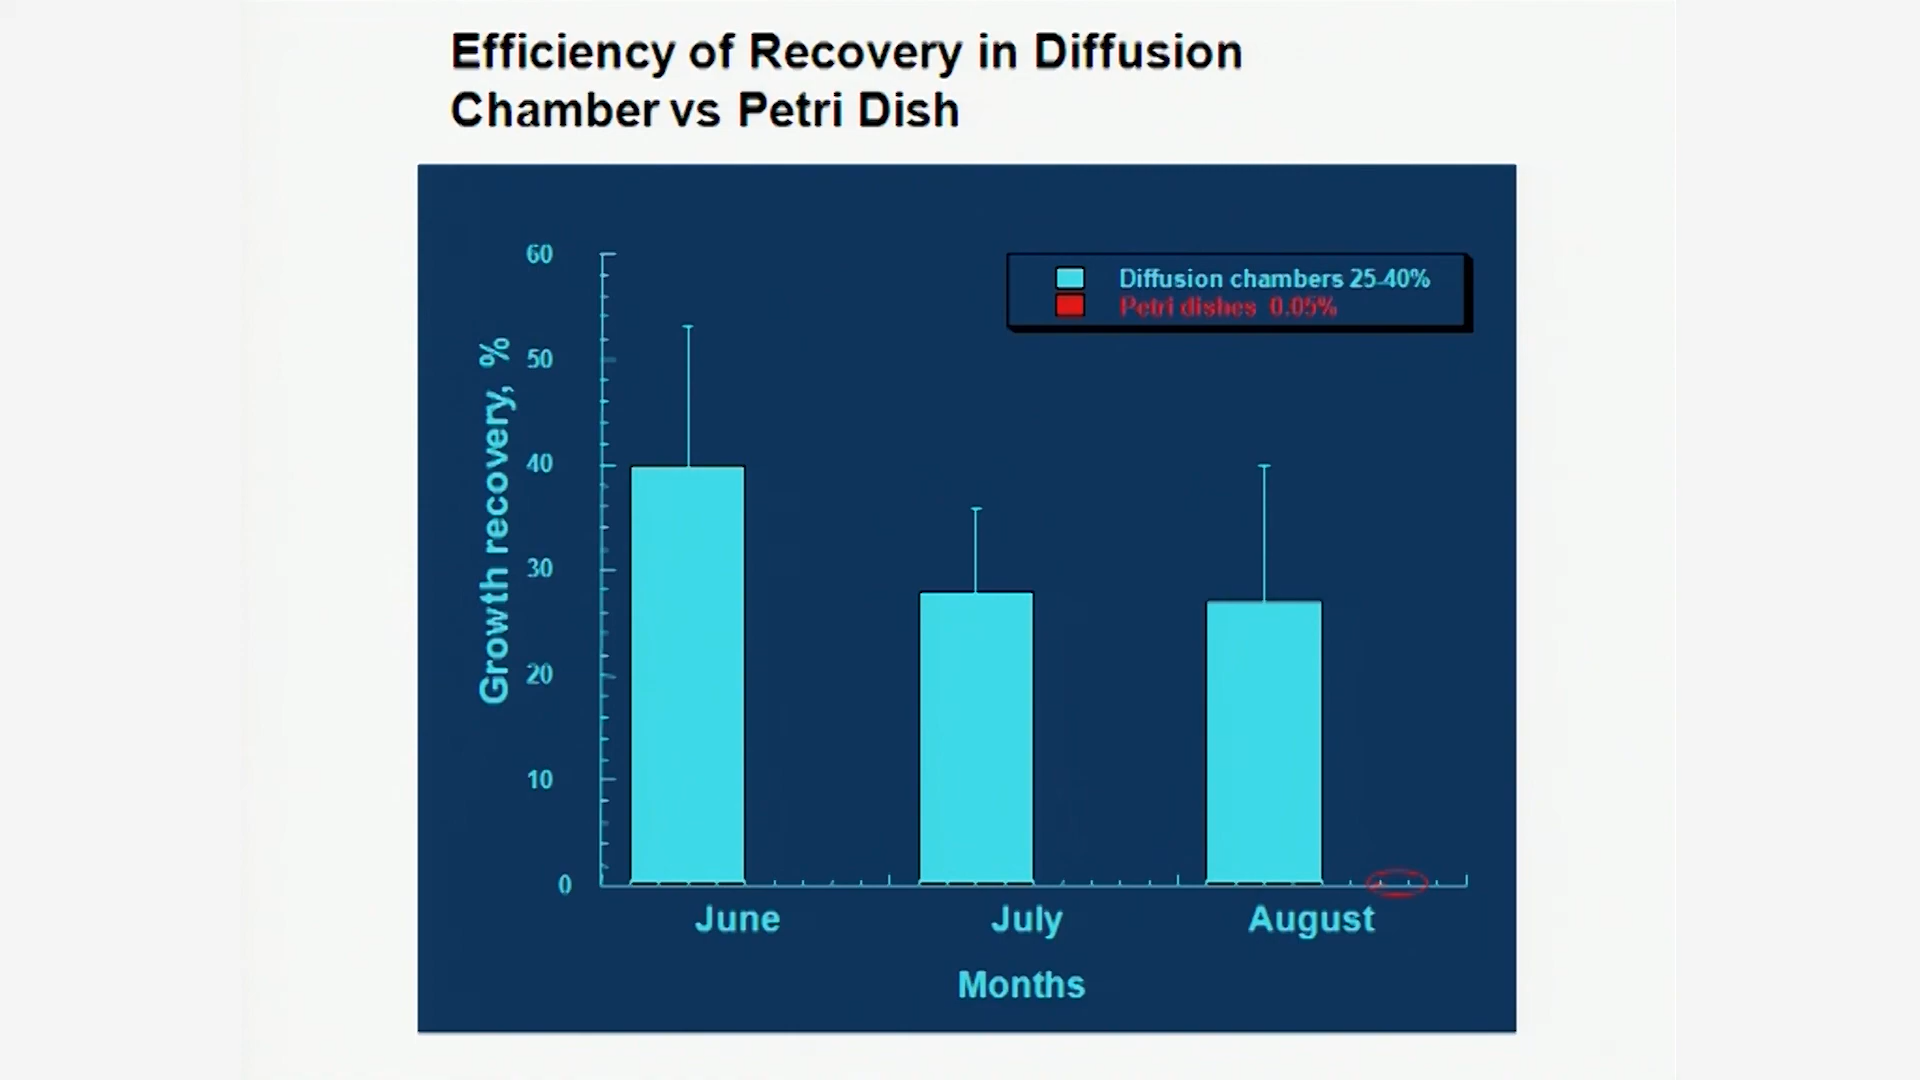 Efficiency of Recovery in Diffusion
Chamber vs Petri Dish
Diffusion chambers 25-40%
Petri dishes 0.05%
Growth recovery, %
60
50
40
30
20
10
0
June July August
Months